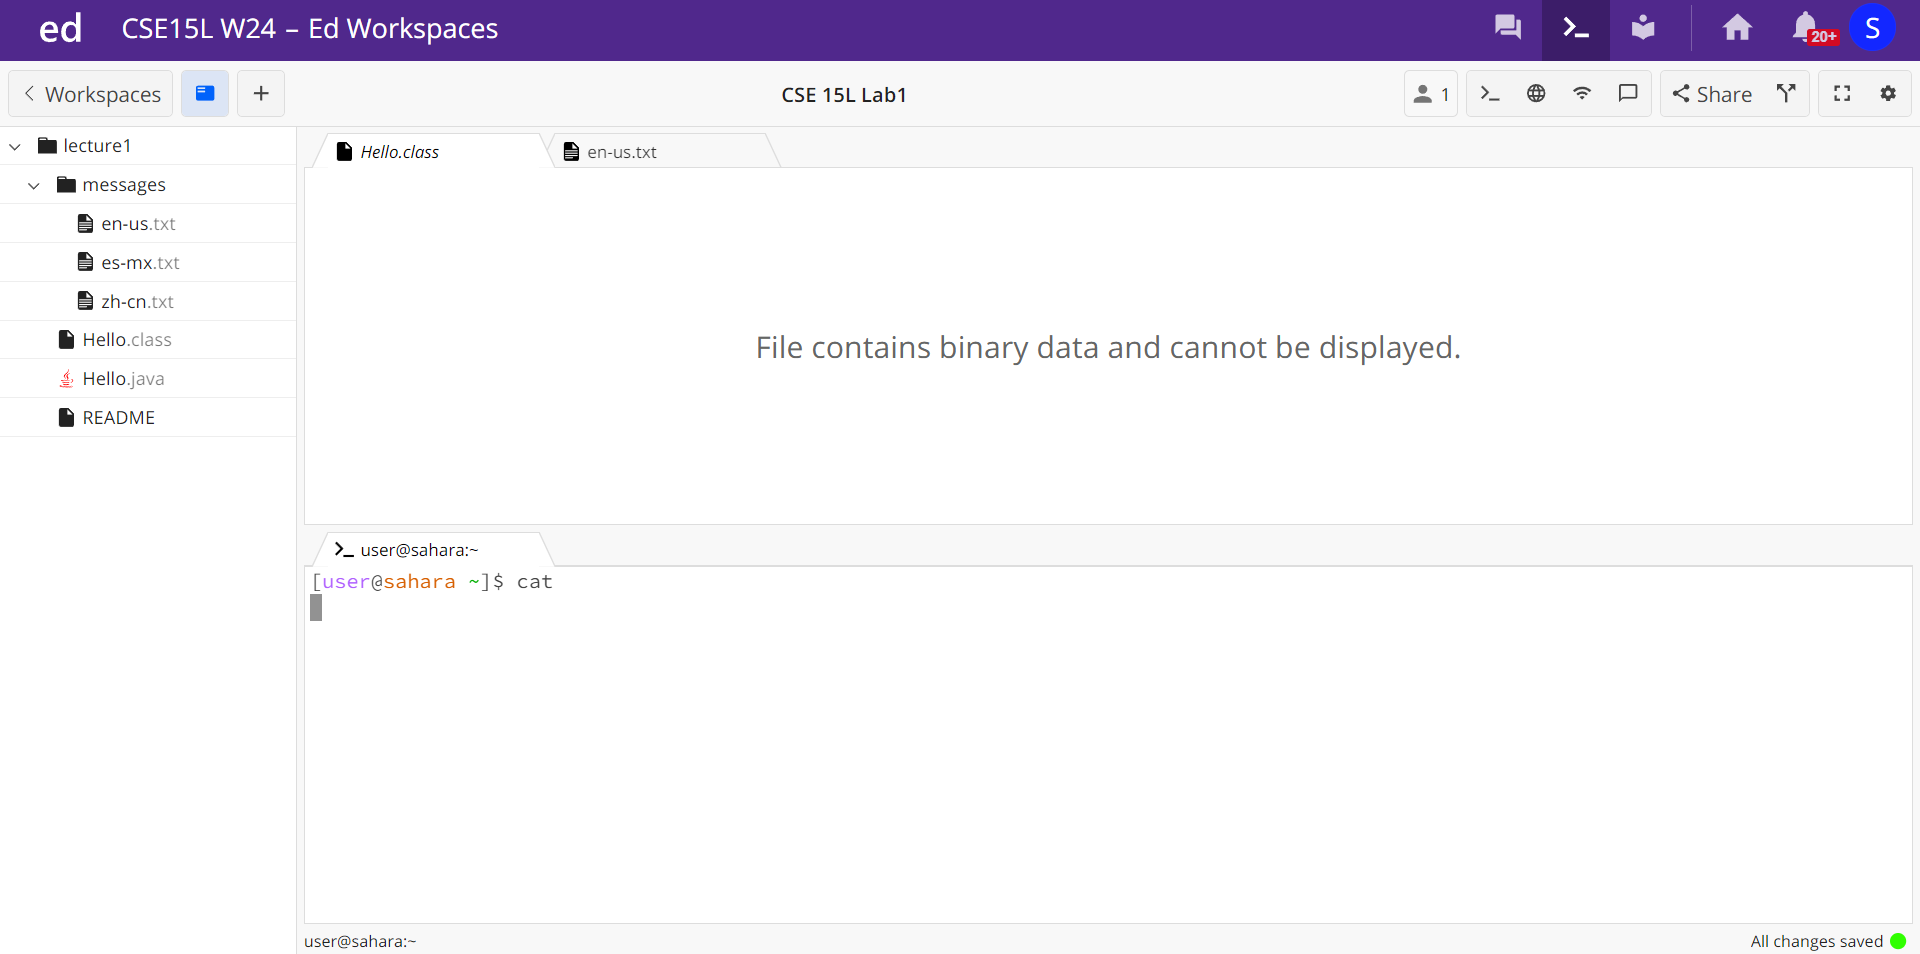 ed CSE15L W24 – Ed Workspaces 20+ S
Workspaces + CSE 15L Lab1 1 Share
lecture1
messages
en-us.txt
es-mx.txt
zh-cn.txt
Hello.class
Hello.java
README
Hello.class en-us.txt
File contains binary data and cannot be displayed.
user@sahara:~
[user@sahara ~]$ cat
user@sahara:~ All changes saved